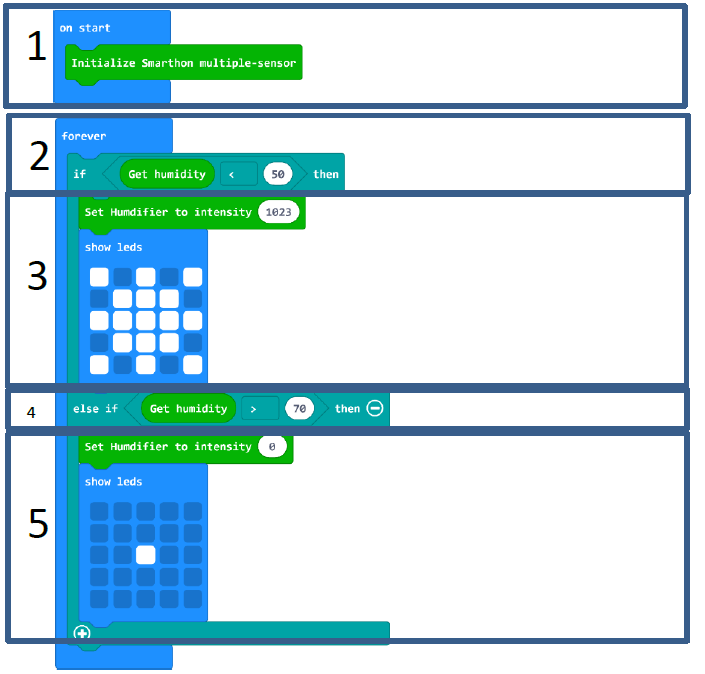 1
on start
Initialize Smarthon multiple-sensor
2
forever
if Get humidity < 50 then
3
Set Humdifier to intensity 1023
show leds
4
else if Get humidity > 70 then
5
Set Humdifier to intensity 0
show leds